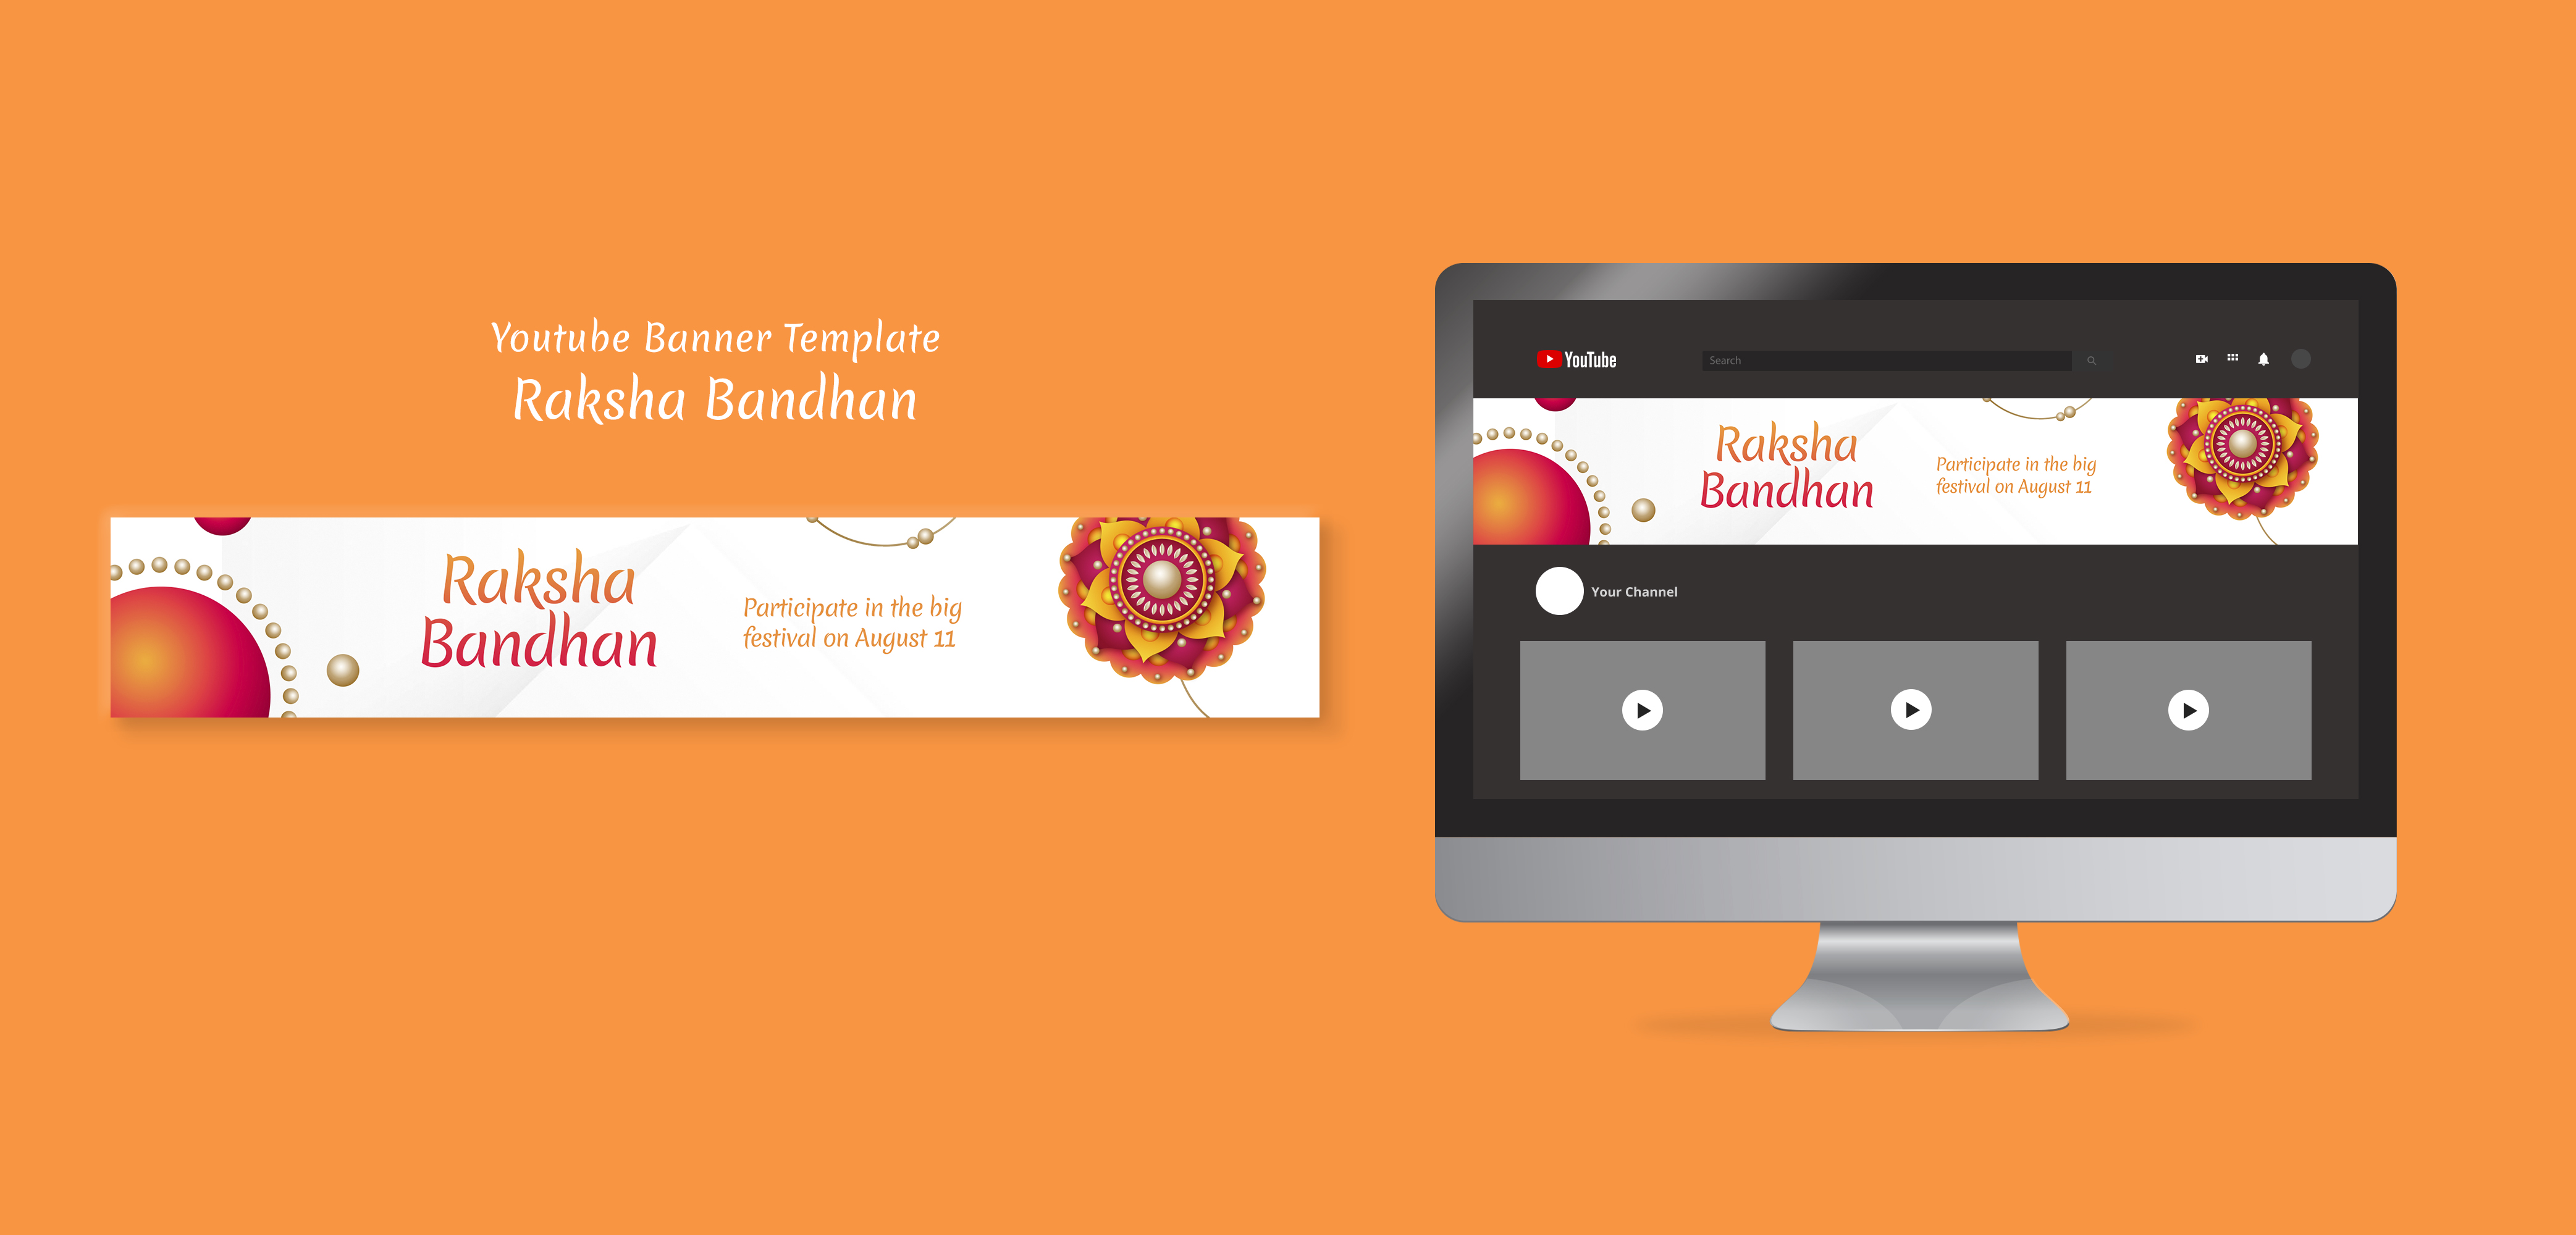 Youtube Banner Template
Raksha Bandhan
Raksha
Bandhan
Participate in the big
festival on August 11
YouTube
Search
Raksha
Bandhan
Participate in the big
festival on August 11
Your Channel